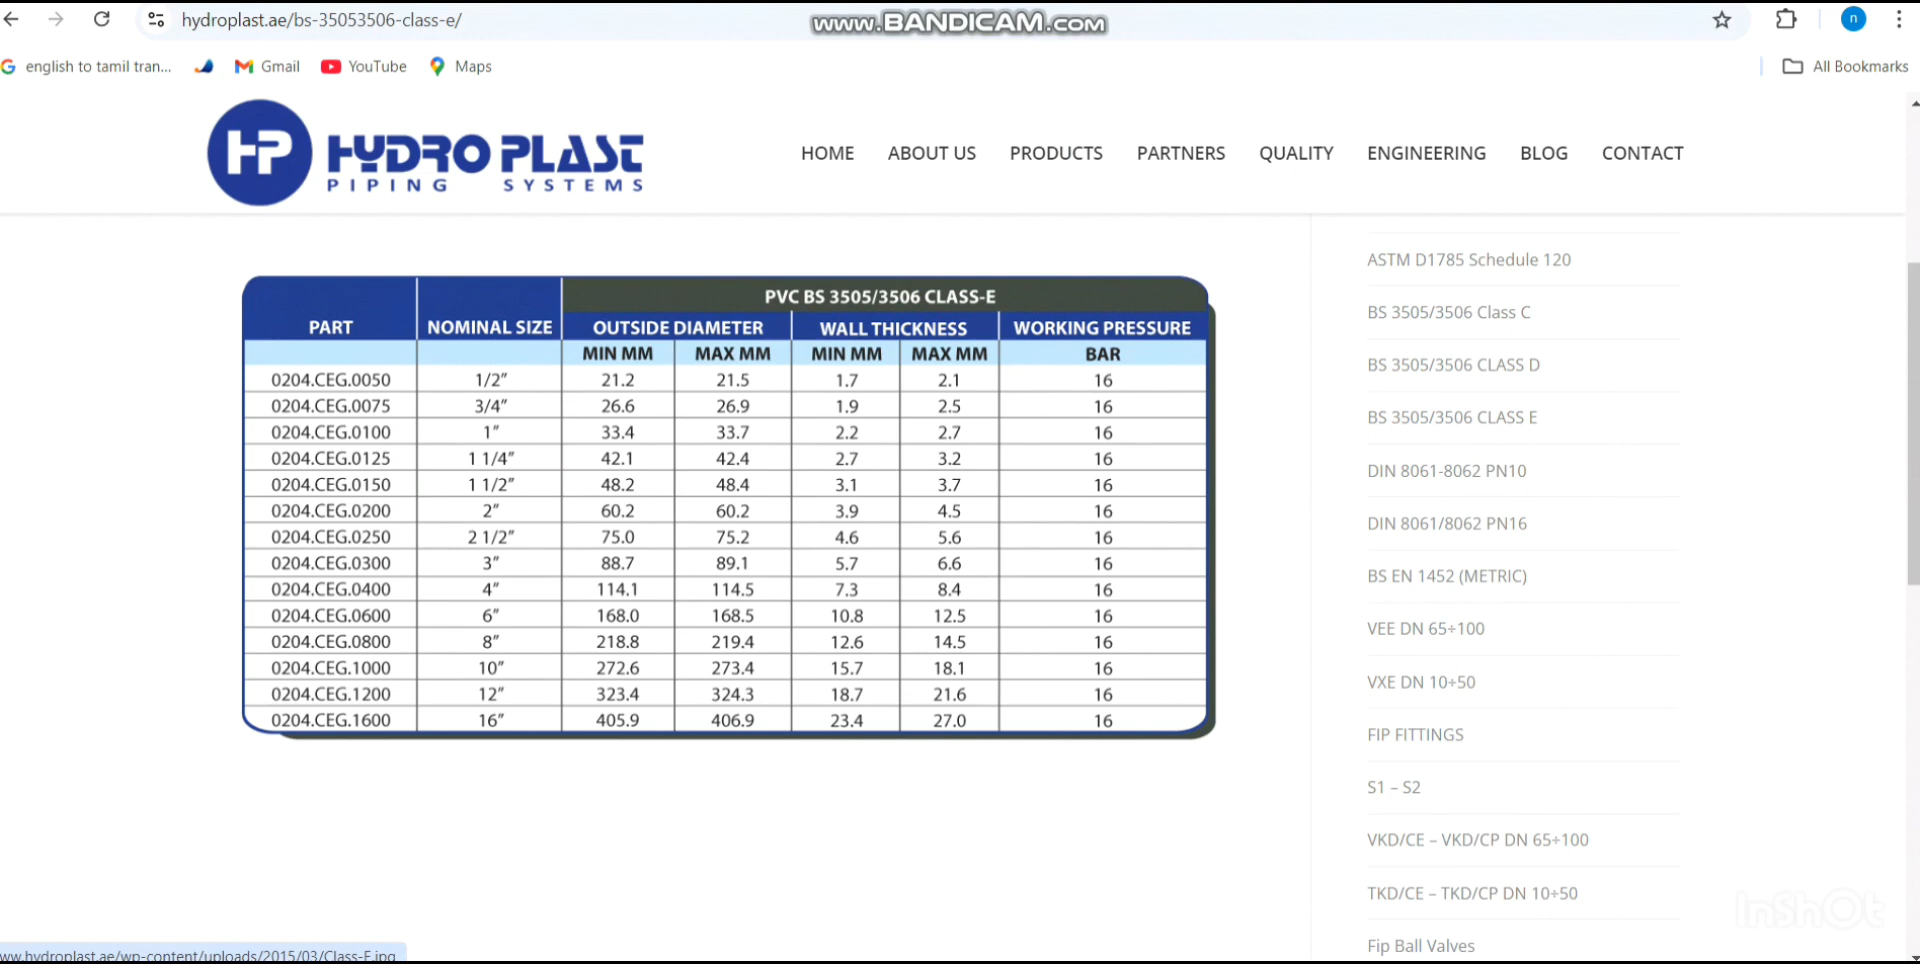 hydroplast.ae/bs-35053506-class-e/
www.BANDICAM.com
n
english to tamil tran...
Gmail
YouTube
Maps
All Bookmarks
HP HYDRO PLAST
PIPING SYSTEMS
HOME ABOUT US PRODUCTS PARTNERS QUALITY ENGINEERING BLOG CONTACT
PVC BS 3505/3506 CLASS-E
PART NOMINAL SIZE OUTSIDE DIAMETER WALL THICKNESS WORKING PRESSURE
MIN MM MAX MM MIN MM MAX MM BAR
0204.CEG.0050 1/2” 21.2 21.5 1.7 2.1 16
0204.CEG.0075 3/4” 26.6 26.9 1.9 2.5 16
0204.CEG.0100 1” 33.4 33.7 2.2 2.7 16
0204.CEG.0125 1 1/4” 42.1 42.4 2.7 3.2 16
0204.CEG.0150 1 1/2” 48.2 48.4 3.1 3.7 16
0204.CEG.0200 2” 60.2 60.2 3.9 4.5 16
0204.CEG.0250 2 1/2” 75.0 75.2 4.6 5.6 16
0204.CEG.0300 3” 88.7 89.1 5.7 6.6 16
0204.CEG.0400 4” 114.1 114.5 7.3 8.4 16
0204.CEG.0600 6” 168.0 168.5 10.8 12.5 16
0204.CEG.0800 8” 218.8 219.4 12.6 14.5 16
0204.CEG.1000 10” 272.6 273.4 15.7 18.1 16
0204.CEG.1200 12” 323.4 324.3 18.7 21.6 16
0204.CEG.1600 16” 405.9 406.9 23.4 27.0 16
ASTM D1785 Schedule 120
BS 3505/3506 Class C
BS 3505/3506 CLASS D
BS 3505/3506 CLASS E
DIN 8061-8062 PN10
DIN 8061/8062 PN16
BS EN 1452 (METRIC)
VEE DN 65÷100
VXE DN 10÷50
FIP FITTINGS
S1 – S2
VKD/CE – VKD/CP DN 65÷100
TKD/CE – TKD/CP DN 10÷50
Fip Ball Valves
InShOt
ww.hydroplast.ae/wp-content/uploads/2015/03/Class-E.jpg